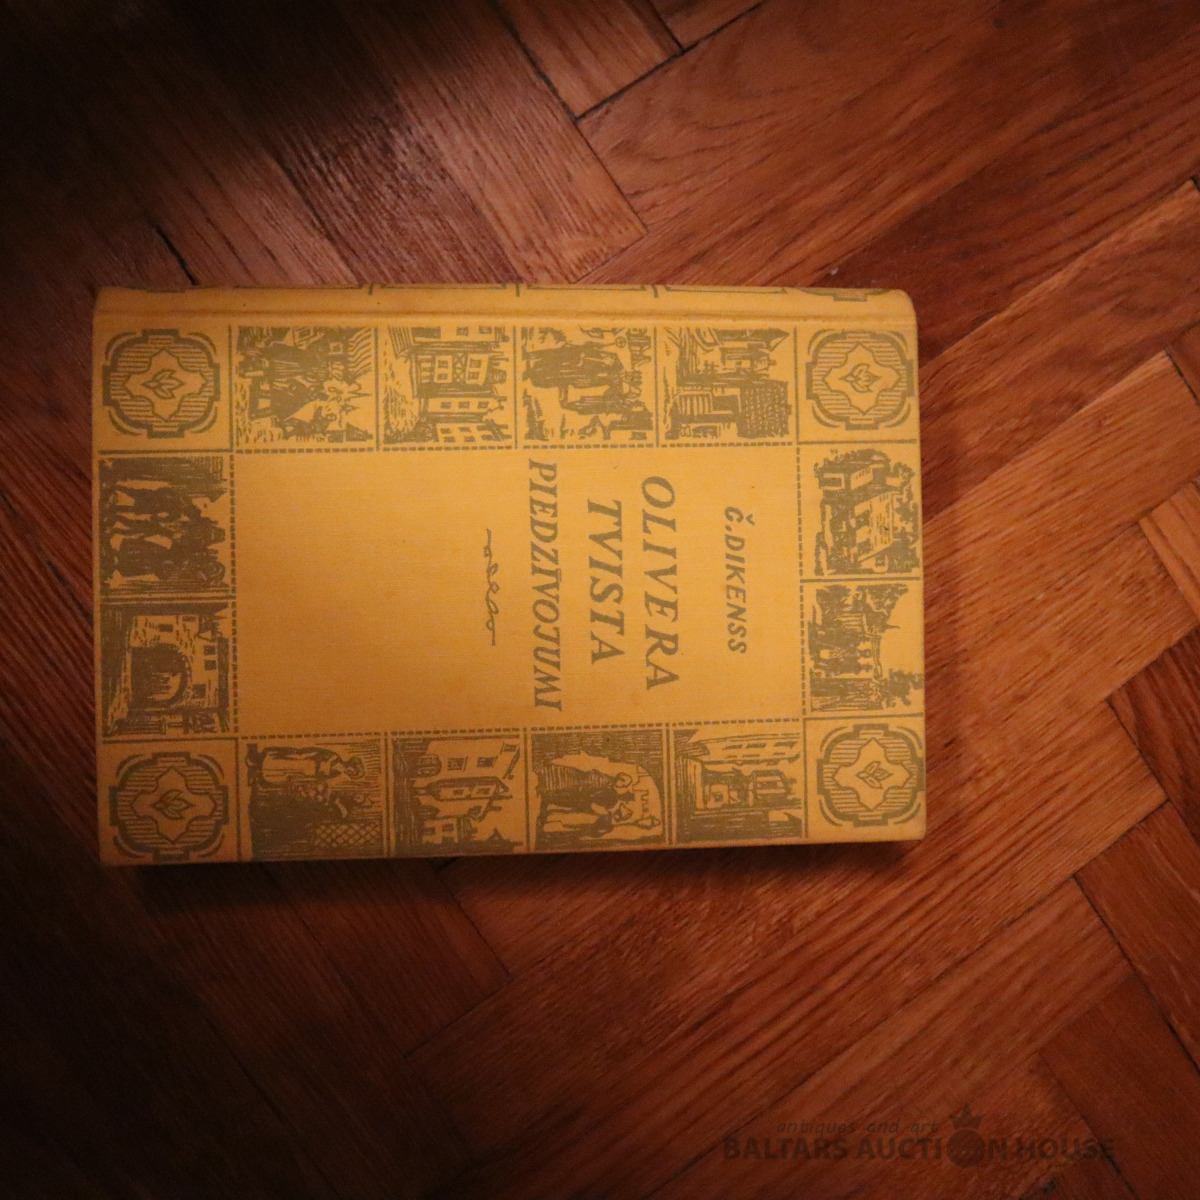 Č. DIKENSS
OLIVERA
TVISTA
PIEDZĪVOJUMI
antiques and art
BALTARS AUCTION HOUSE